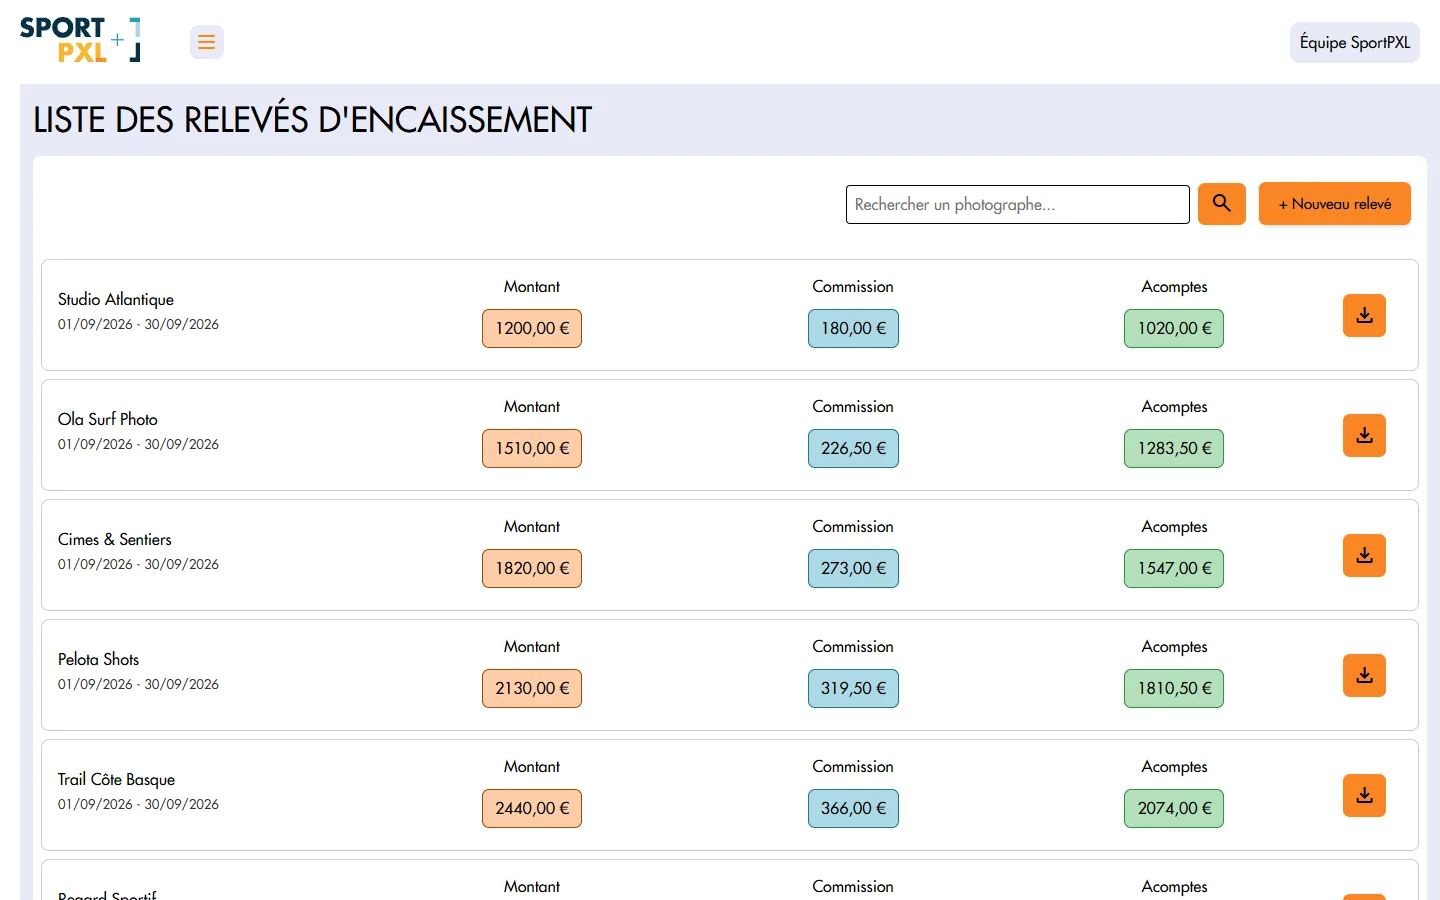 SPORT
PXL
Équipe SportPXL
LISTE DES RELEVÉS D'ENCAISSEMENT
Rechercher un photographe...
+ Nouveau relevé
Studio Atlantique
01/09/2026 - 30/09/2026
Montant
1200,00 €
Commission
180,00 €
Acomptes
1020,00 €
Ola Surf Photo
01/09/2026 - 30/09/2026
Montant
1510,00 €
Commission
226,50 €
Acomptes
1283,50 €
Cimes & Sentiers
01/09/2026 - 30/09/2026
Montant
1820,00 €
Commission
273,00 €
Acomptes
1547,00 €
Pelota Shots
01/09/2026 - 30/09/2026
Montant
2130,00 €
Commission
319,50 €
Acomptes
1810,50 €
Trail Côte Basque
01/09/2026 - 30/09/2026
Montant
2440,00 €
Commission
366,00 €
Acomptes
2074,00 €
Regard Sportif
Montant
Commission
Acomptes